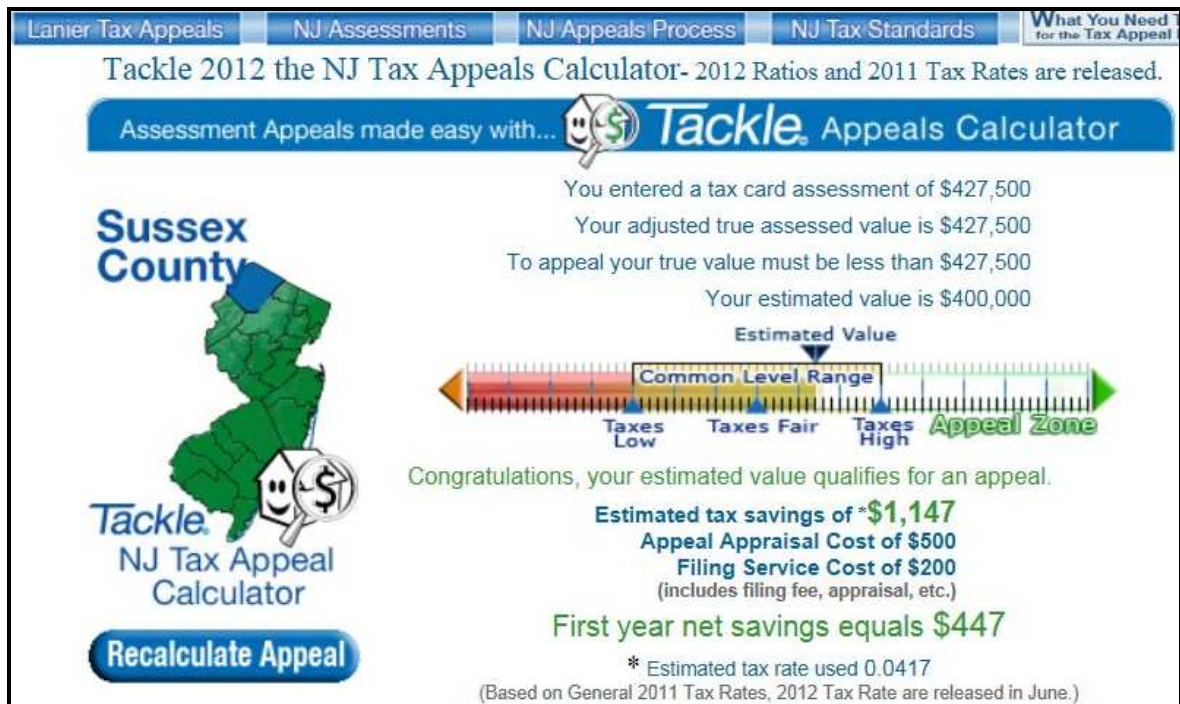 Lanier Tax Appeals
NJ Assessments
NJ Appeals Process
NJ Tax Standards
What You Need
for the Tax Appeal
Tackle 2012 the NJ Tax Appeals Calculator- 2012 Ratios and 2011 Tax Rates are released.
Assessment Appeals made easy with... $ Tackle® Appeals Calculator
You entered a tax card assessment of $427,500
Your adjusted true assessed value is $427,500
To appeal your true value must be less than $427,500
Your estimated value is $400,000
Sussex
County
Estimated Value
Common Level Range
Taxes
Low
Taxes Fair
Taxes
High
Appeal Zone
Congratulations, your estimated value qualifies for an appeal.
Estimated tax savings of *$1,147
Appeal Appraisal Cost of $500
Filing Service Cost of $200
(includes filing fee, appraisal, etc.)
First year net savings equals $447
* Estimated tax rate used 0.0417
(Based on General 2011 Tax Rates, 2012 Tax Rate are released in June.)
$
Tackle®
NJ Tax Appeal
Calculator
Recalculate Appeal